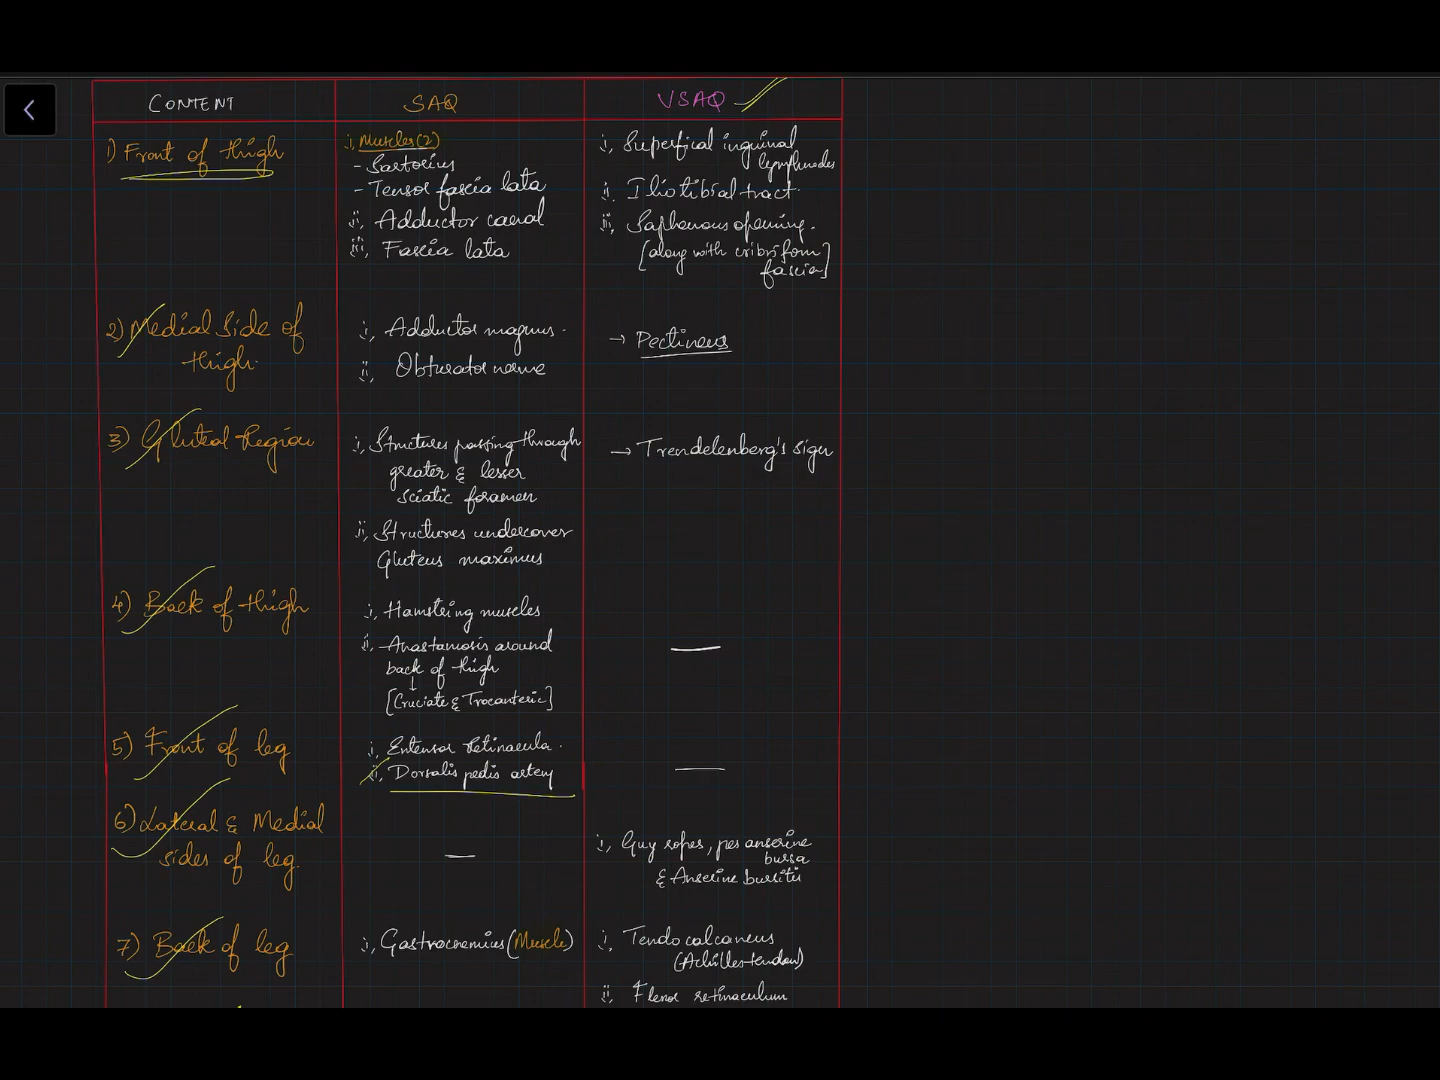 CONTENT
SAQ
VSAQ
1) Front of thigh
i, Muscles (2)
- Sartorius
- Tensor fascia lata
ii, Adductor canal
iii, Fascia lata
i, Superfical inguinal
lymphnodes
ii, Iliotibial tract
iii, Saphenous opening.
[along with cribriform
fascia]
2) Medial side of
thigh.
i, Adductor magnus.
ii, Obturator nerve
→ Pectineus
3) Gluteal Region
i, Structures passing through
greater & lesser
sciatic foramen
ii, Structures undercover
Gluteus maximus
→ Trendelenberg's sign
4) Back of thigh
i, Hamstring muscles
ii, Anastamosis around
back of thigh
↓
[Cruciate & Trocanteric]
—
5) Front of leg
i, Extensor Retinacula.
ii, Dorsalis pedis artery
—
6) Lateral & Medial
sides of leg.
—
i, Guy ropes, pes anserine
bursa
& Anserine bursitis
7) Back of leg
i, Gastrocnemius (Muscle)
i, Tendocalcaneus
(Achilles tendon)
ii, Flexor retinaculum